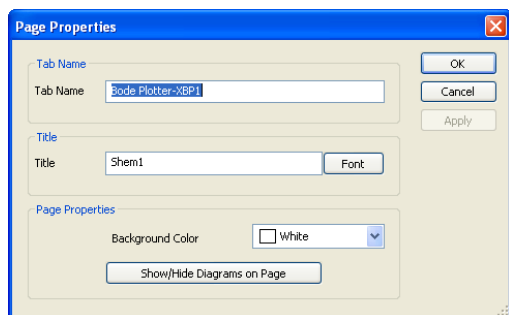 Page Properties
Tab Name
Tab Name Bode Plotter-XBP1
Title
Title Shem1 Font
Page Properties
Background Color White
Show/Hide Diagrams on Page
OK
Cancel
Apply